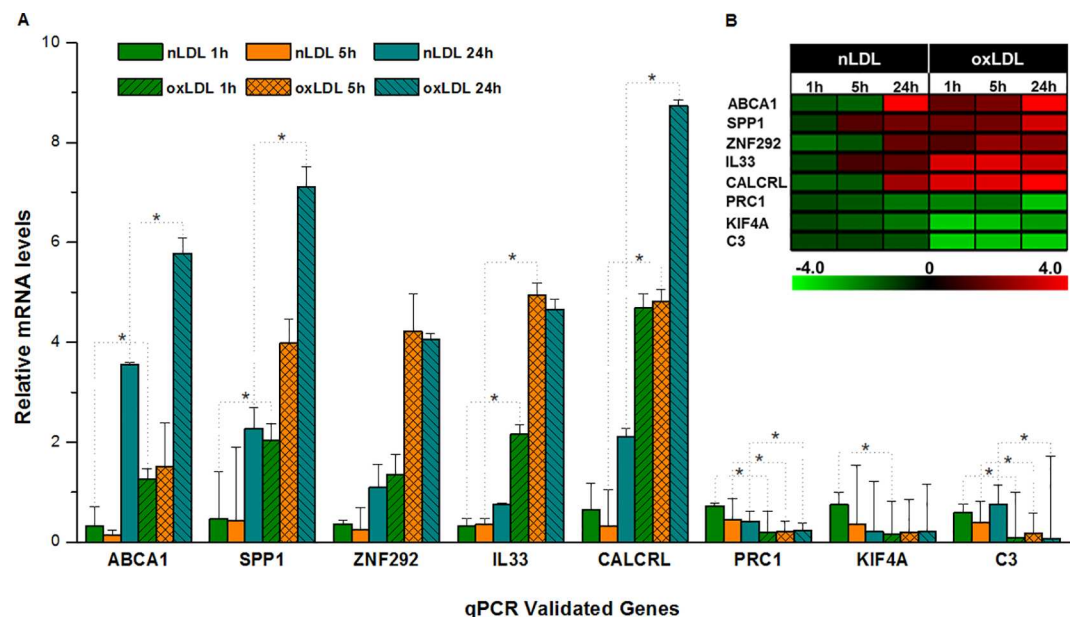 A
nLDL 1h nLDL 5h nLDL 24h
oxLDL 1h oxLDL 5h oxLDL 24h
Relative mRNA levels
10
8
6
4
2
0
* * * * * * * * * * * * * * *
ABCA1 SPP1 ZNF292 IL33 CALCRL PRC1 KIF4A C3
qPCR Validated Genes
B
nLDL oxLDL
1h 5h 24h 1h 5h 24h
ABCA1
SPP1
ZNF292
IL33
CALCRL
PRC1
KIF4A
C3
-4.0 0 4.0